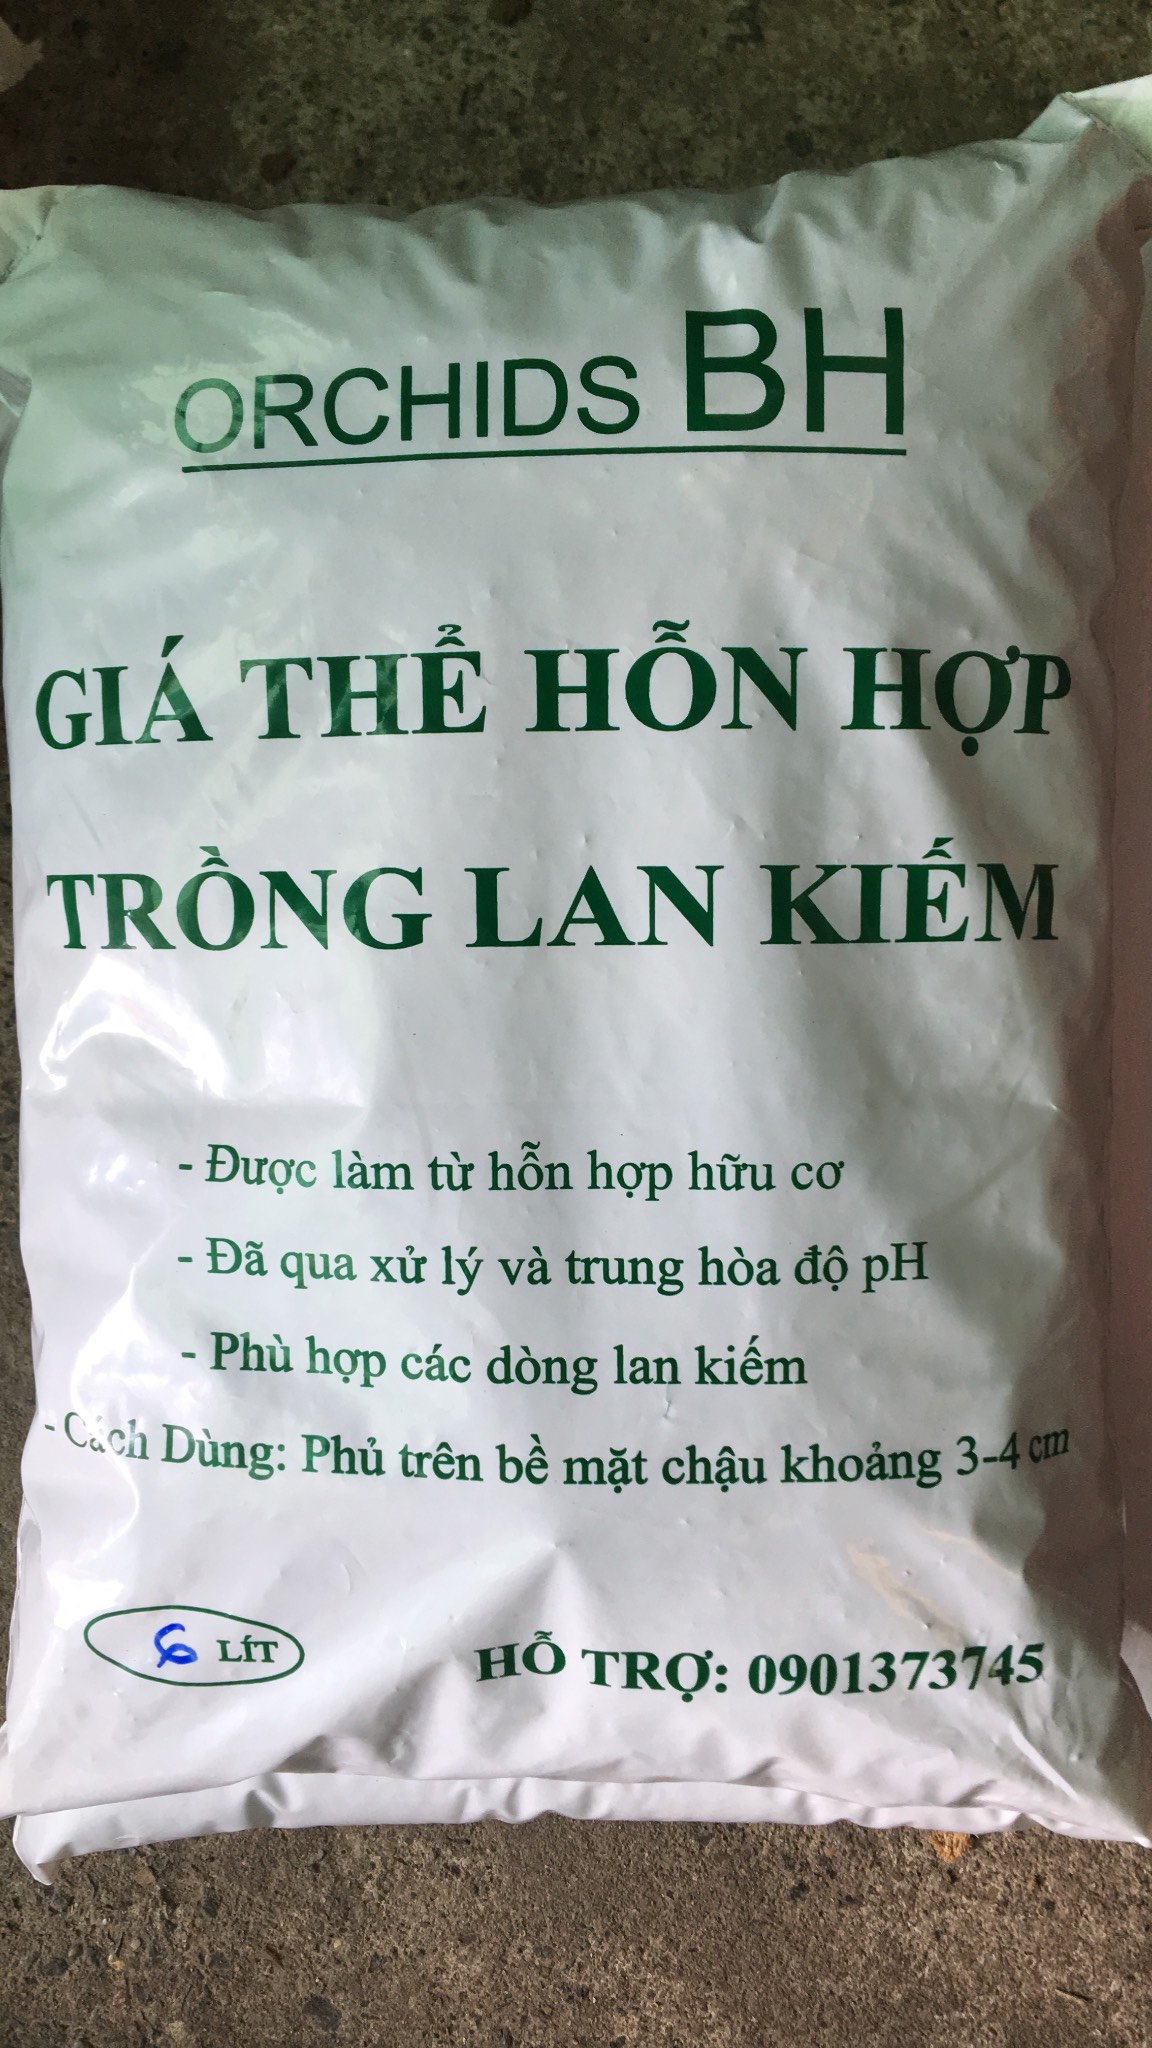 ORCHIDS BH
GIÁ THỂ HỖN HỢP
TRỒNG LAN KIẾM
- Được làm từ hỗn hợp hữu cơ
- Đã qua xử lý và trung hòa độ pH
- Phù hợp các dòng lan kiếm
- Cách Dùng: Phủ trên bề mặt chậu khoảng 3-4 cm
6 LÍT
HỖ TRỢ: 0901373745